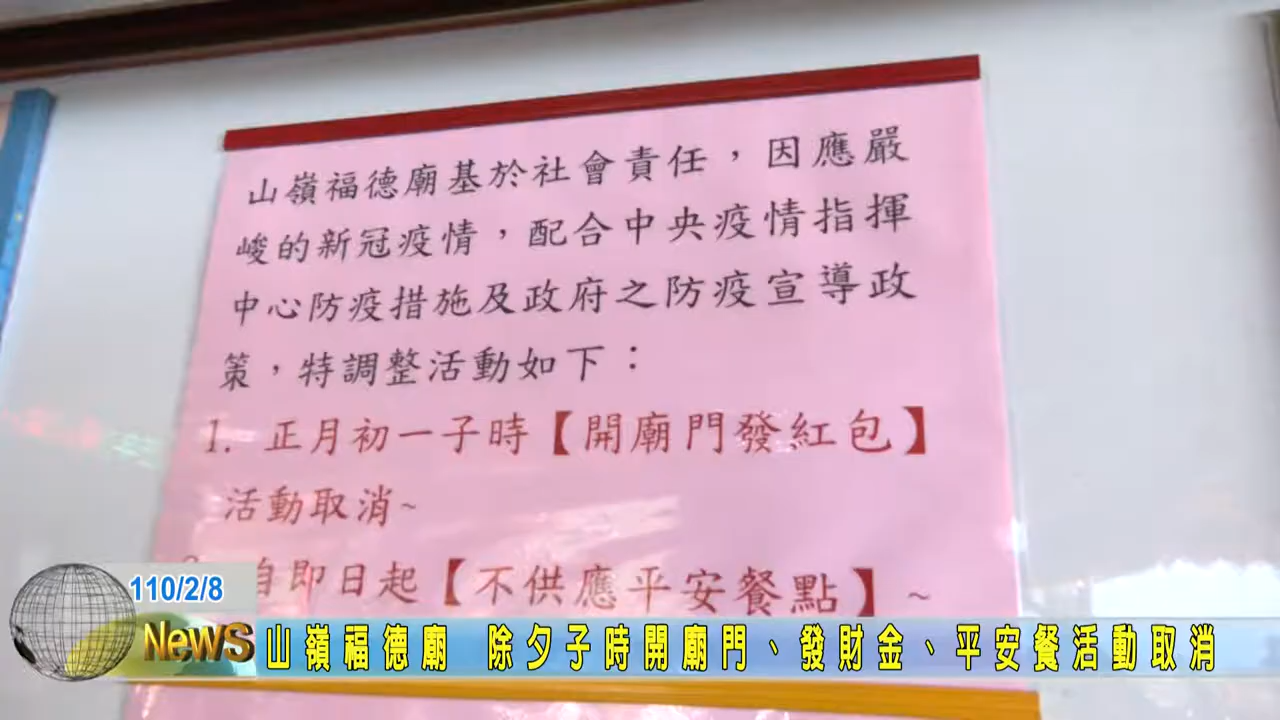 山嶺福德廟基於社會責任，因應嚴
峻的新冠疫情，配合中央疫情指揮
中心防疫措施及政府之防疫宣導政
策，特調整活動如下：
1. 正月初一子時【開廟門發紅包】
活動取消~
自即日起【不供應平安餐點】~
110/2/8
NewS
山嶺福德廟 除夕子時開廟門、發財金、平安餐活動取消